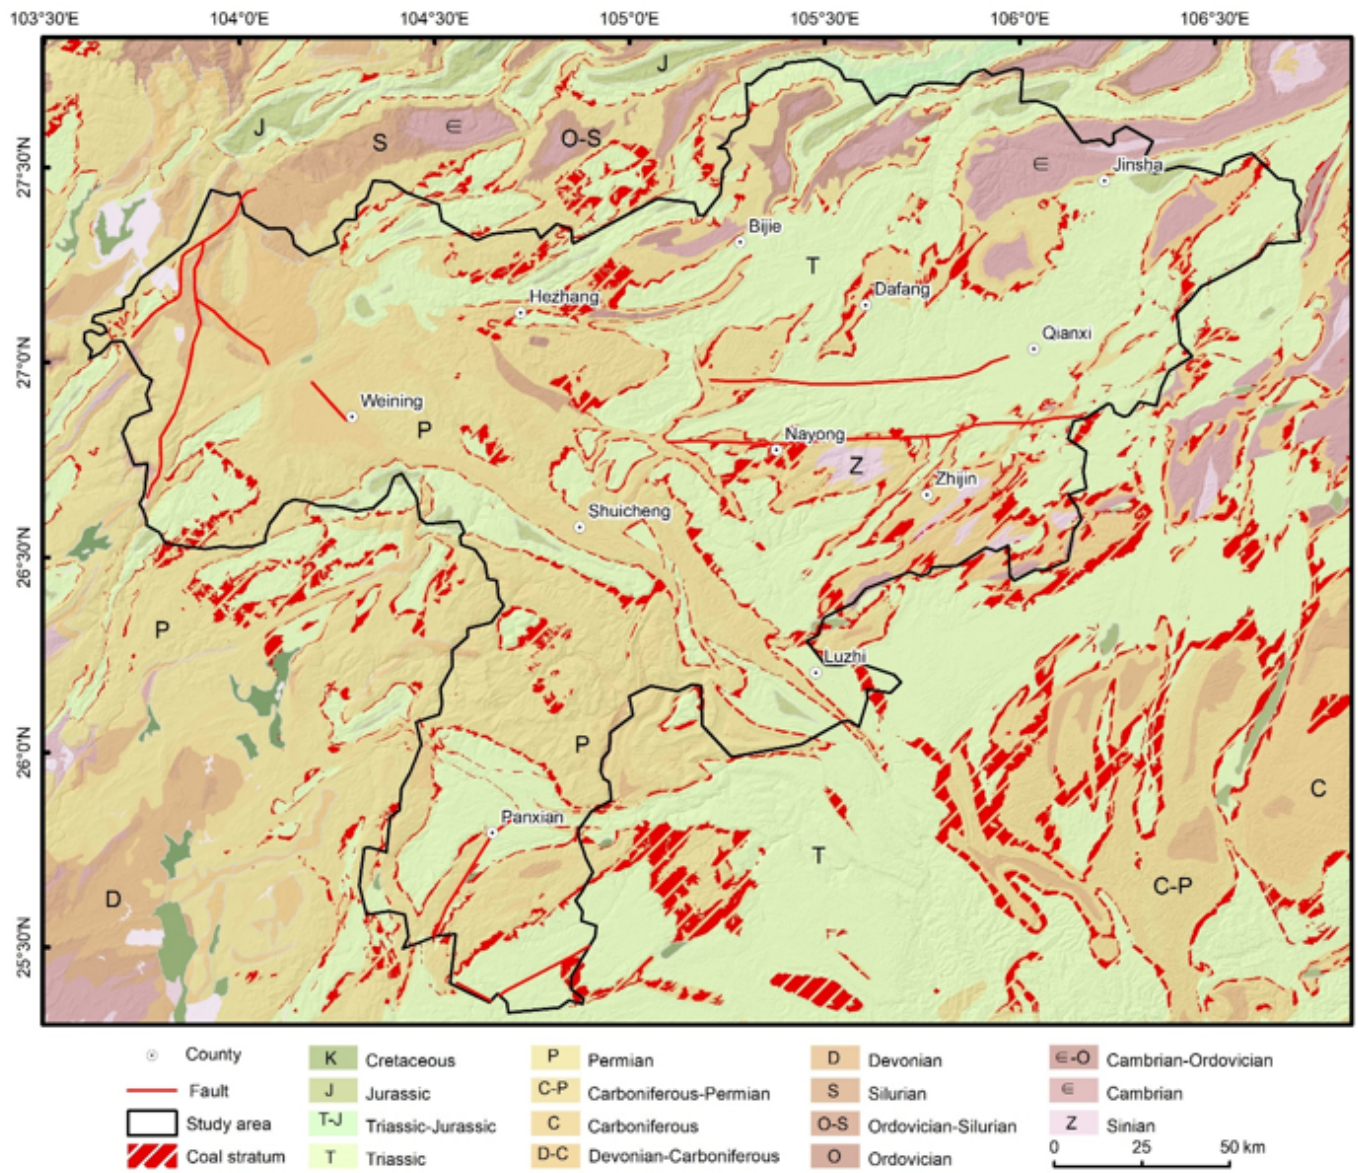 103°30'E 104°0'E 104°30'E 105°0'E 105°30'E 106°0'E 106°30'E
27°30'N
27°0'N
26°30'N
26°0'N
25°30'N
J
J
S
∈
O-S
∈
Jinsha
Bijie
T
Hezhang
Dafang
Qianxi
Weining
P
Nayong
Z
Zhijin
Shuicheng
P
Luzhi
P
C
Panxian
T
C-P
D
County
Fault
Study area
Coal stratum
K Cretaceous
J Jurassic
T-J Triassic-Jurassic
T Triassic
P Permian
C-P Carboniferous-Permian
C Carboniferous
D-C Devonian-Carboniferous
D Devonian
S Silurian
O-S Ordovician-Silurian
O Ordovician
∈-O Cambrian-Ordovician
∈ Cambrian
Z Sinian
0 25 50 km